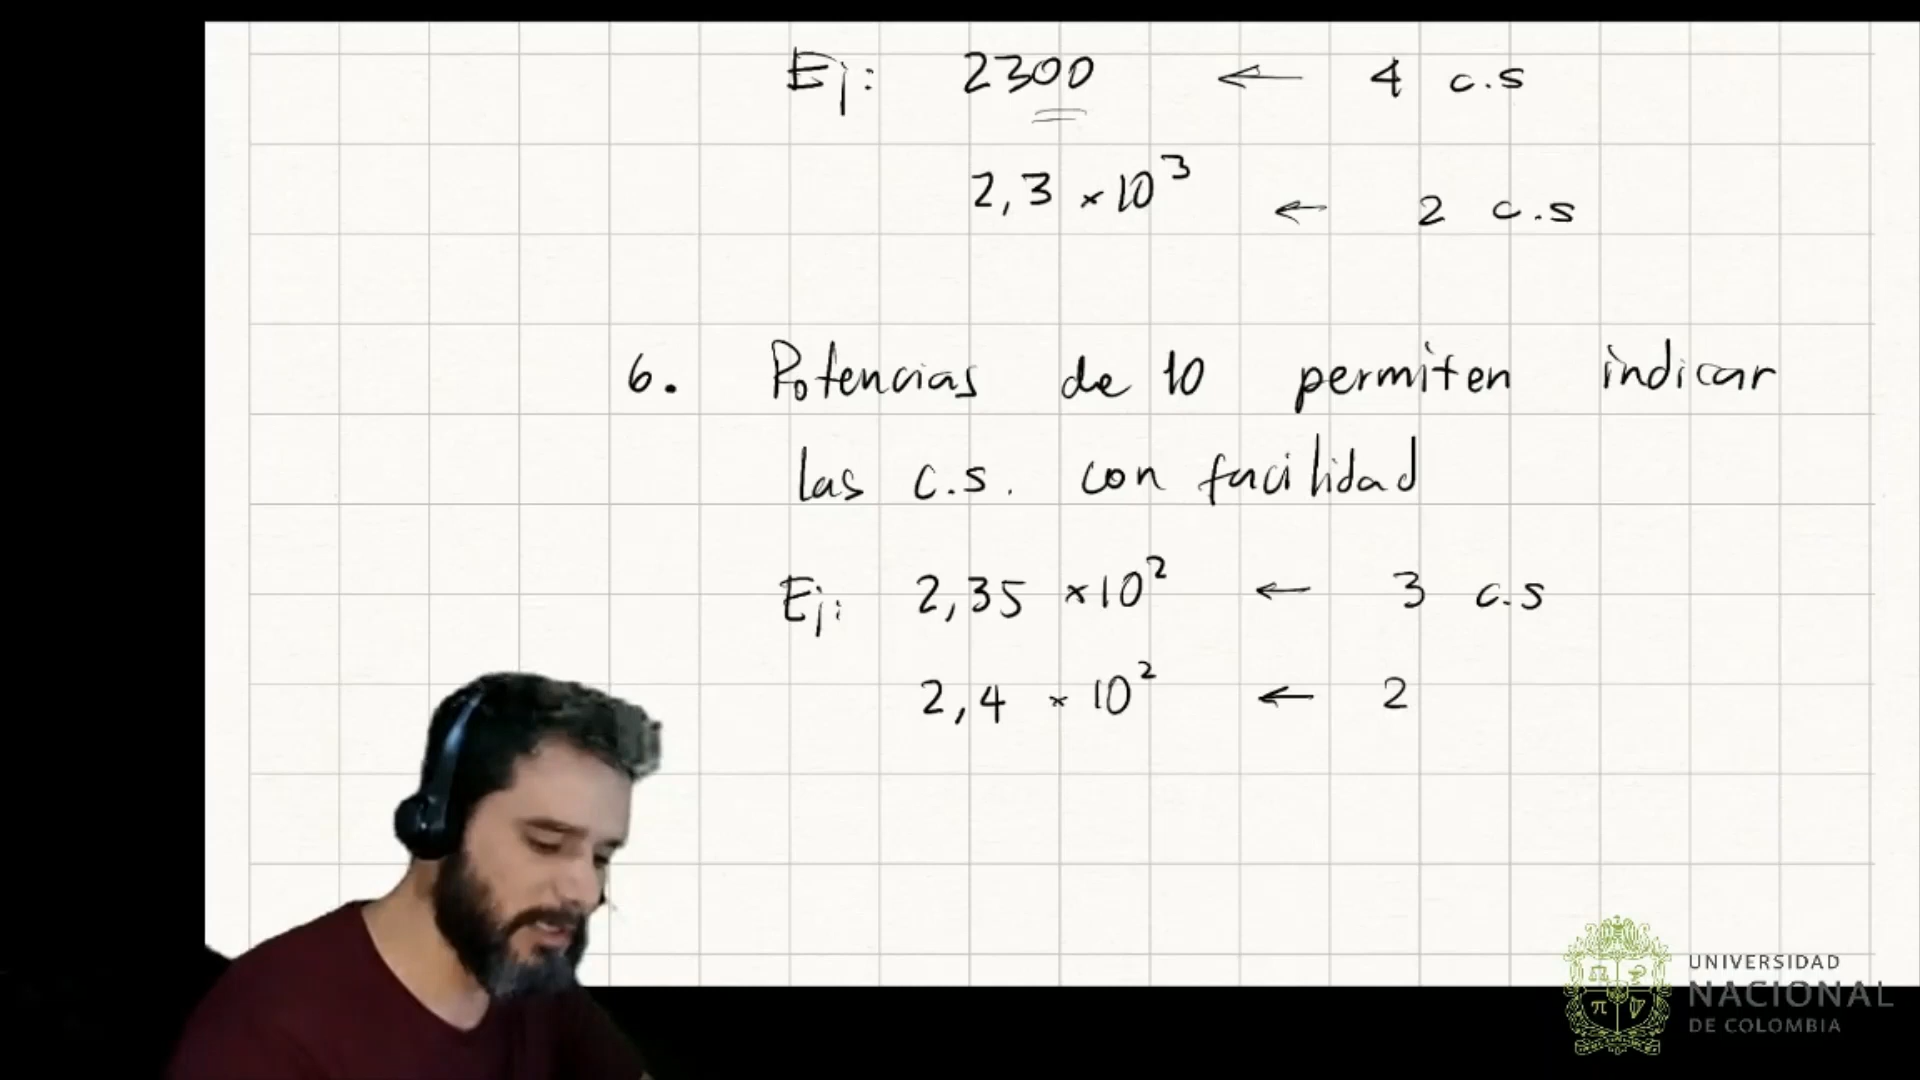 Ej: 2300 ← 4 c.s
2,3 × 10³ ← 2 c.s
6. Potencias de 10 permiten indicar
las c.s. con facilidad
Ej: 2,35 × 10² ← 3 c.s
2,4 × 10² ← 2
UNIVERSIDAD
NACIONAL
DE COLOMBIA